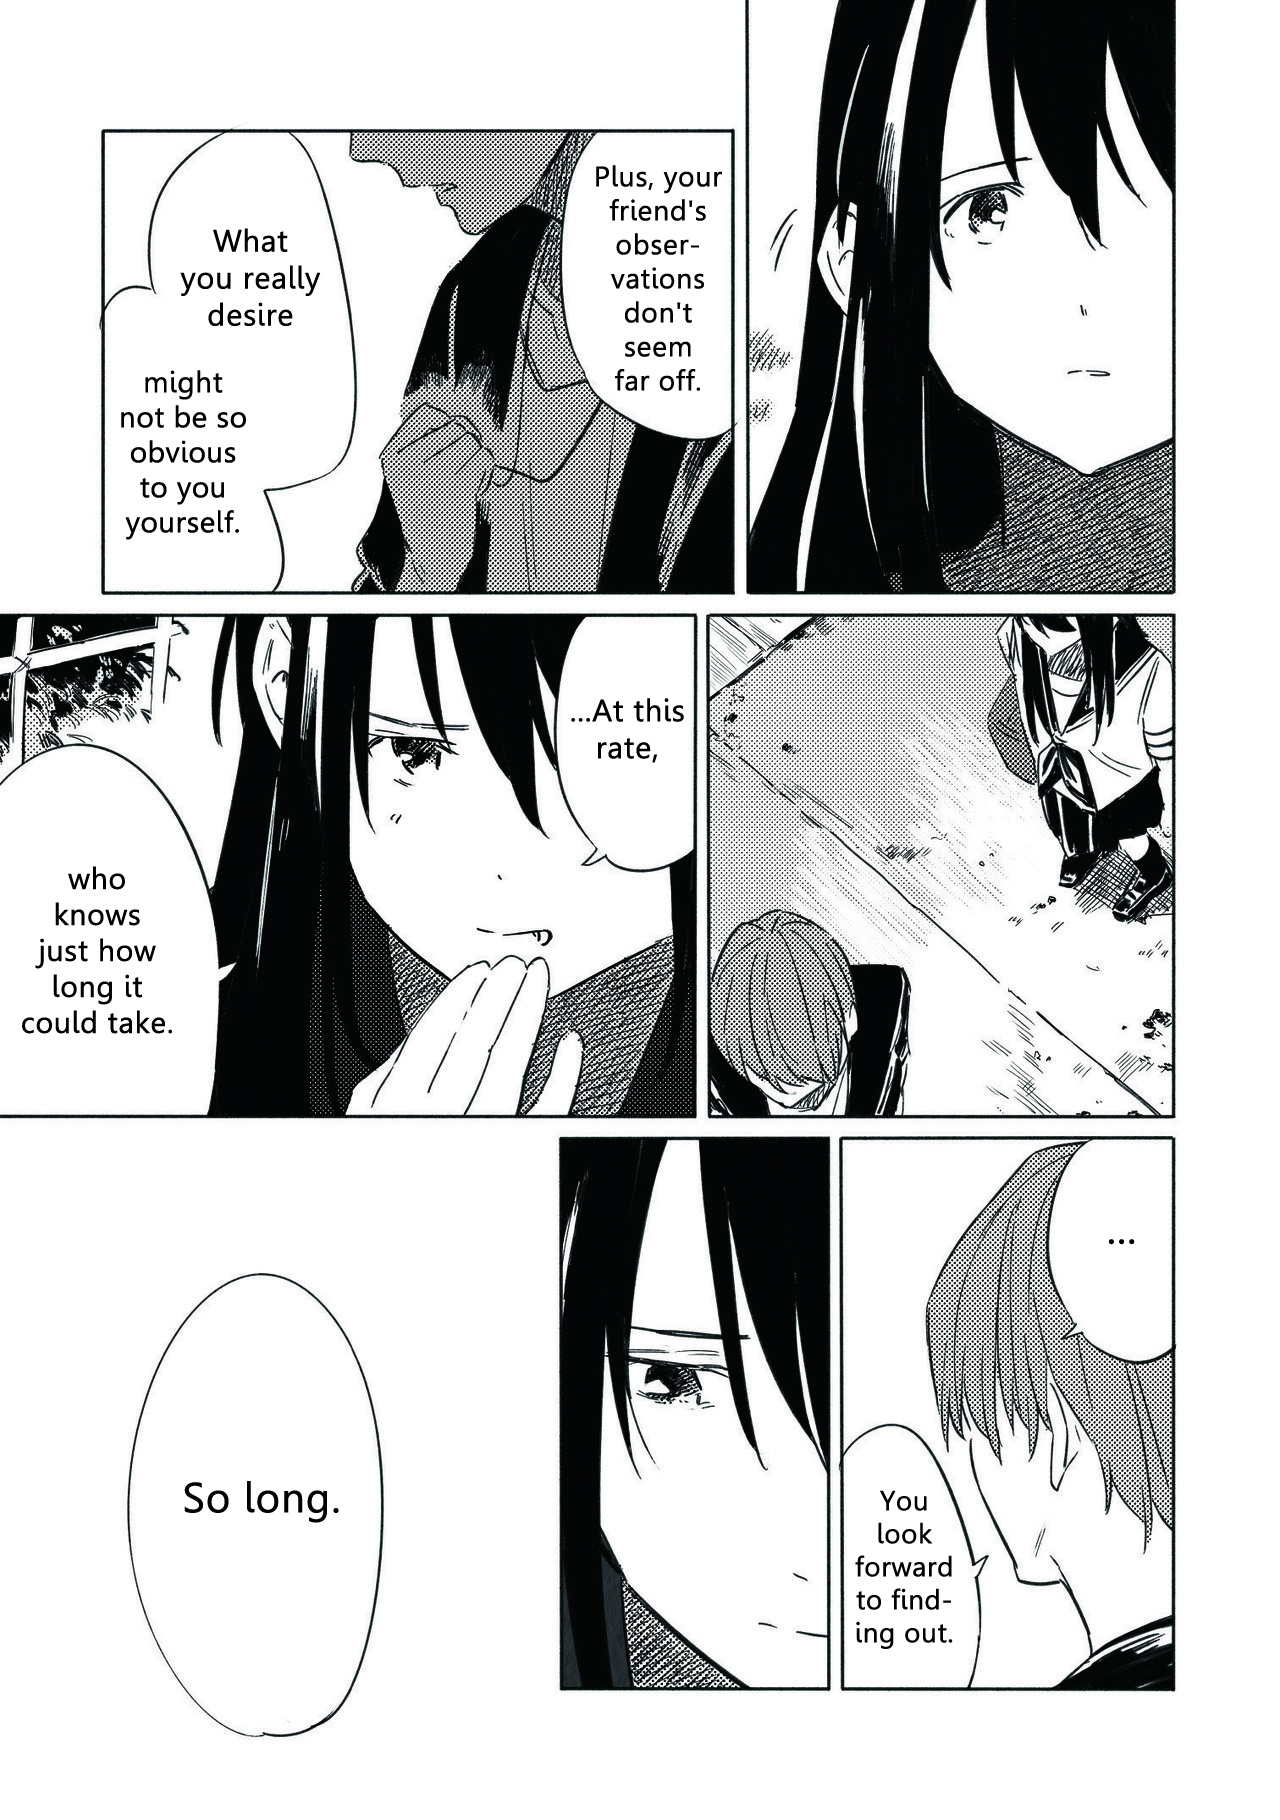 Plus, your
friend's
obser-
vations
don't
seem
far off.
What
you really
desire
might
not be so
obvious
to you
yourself.
...At this
rate,
who
knows
just how
long it
could take.
...
You
look
forward
to find-
ing out.
So long.